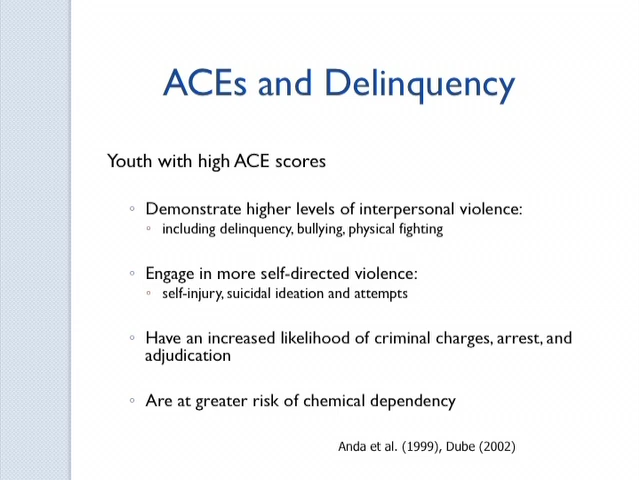 ACEs and Delinquency
Youth with high ACE scores
◦ Demonstrate higher levels of interpersonal violence:
◦ including delinquency, bullying, physical fighting
◦ Engage in more self-directed violence:
◦ self-injury, suicidal ideation and attempts
◦ Have an increased likelihood of criminal charges, arrest, and
adjudication
◦ Are at greater risk of chemical dependency
Anda et al. (1999), Dube (2002)